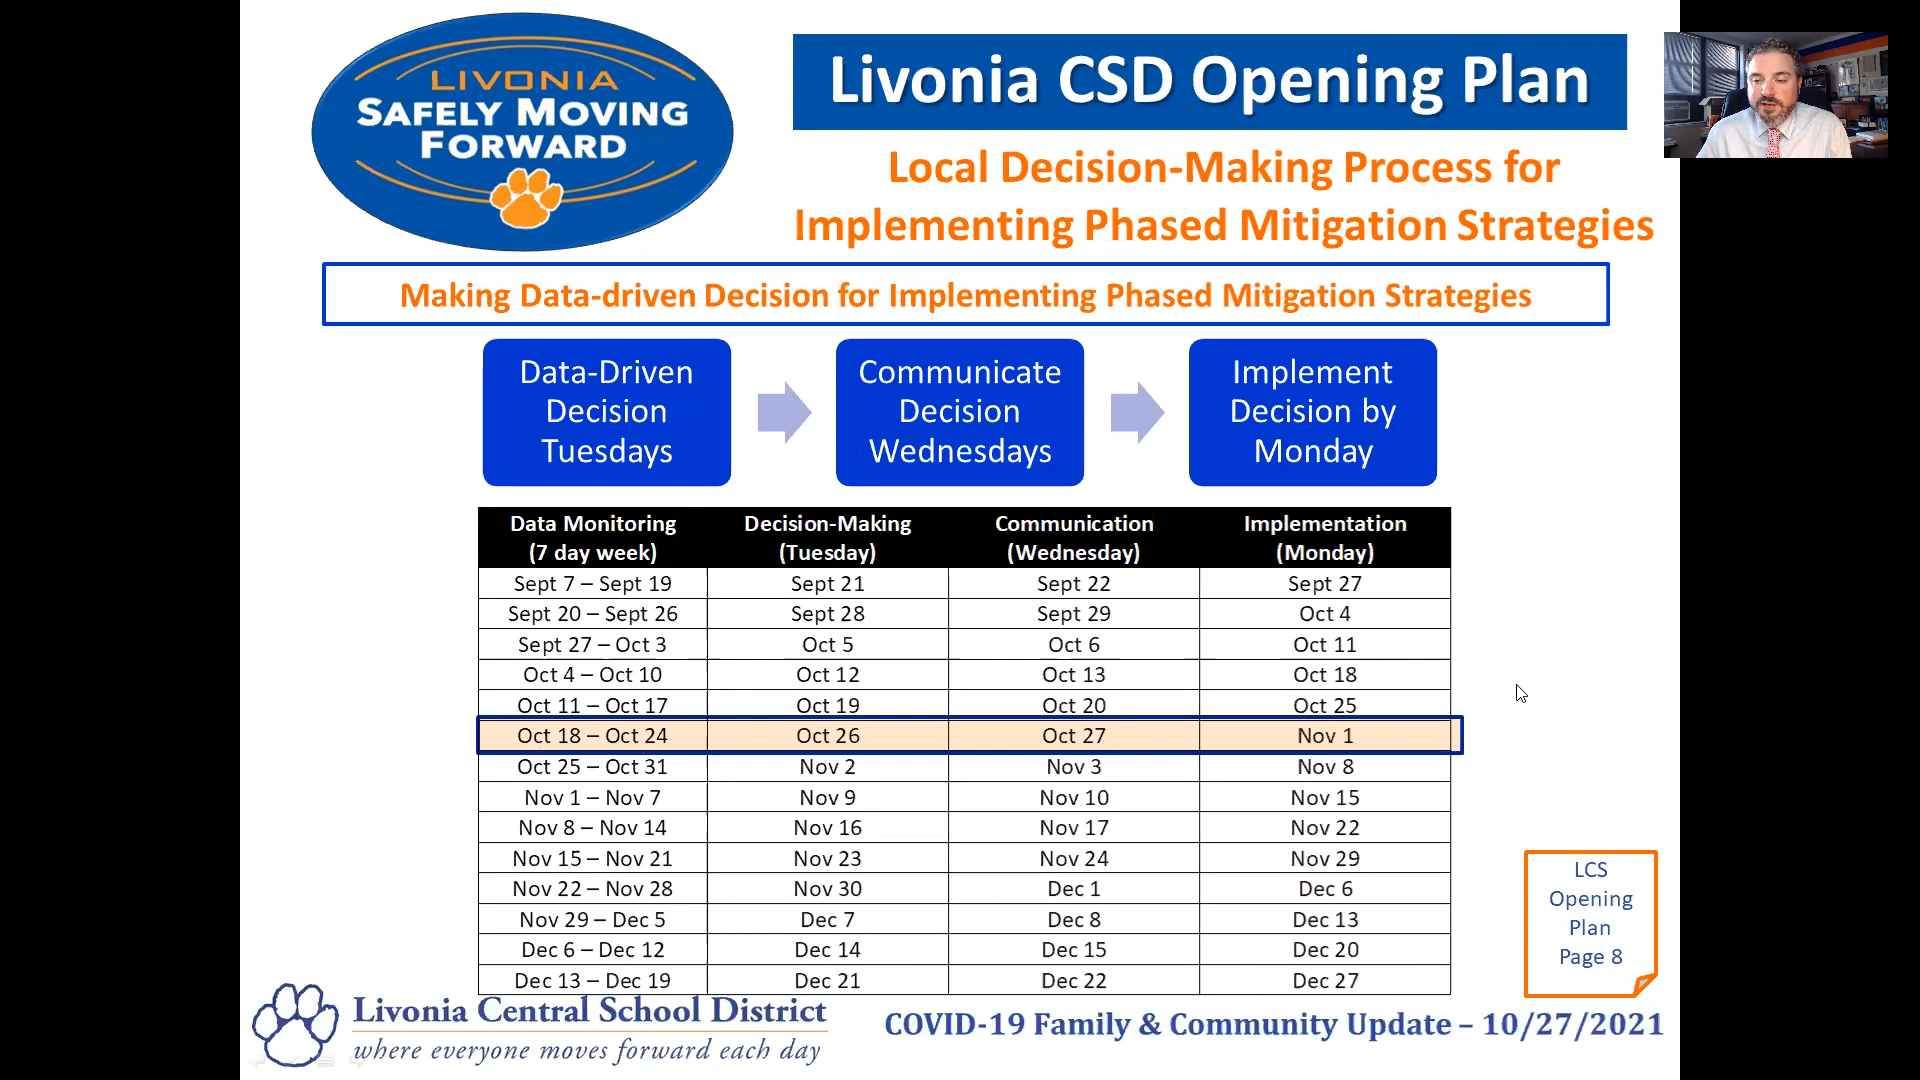 LIVONIA
SAFELY MOVING
FORWARD
Livonia CSD Opening Plan
Local Decision-Making Process for
Implementing Phased Mitigation Strategies
Making Data-driven Decision for Implementing Phased Mitigation Strategies
Data-Driven
Decision
Tuesdays
Communicate
Decision
Wednesdays
Implement
Decision by
Monday
Data Monitoring Decision-Making Communication Implementation
(7 day week) (Tuesday) (Wednesday) (Monday)
Sept 7 – Sept 19 Sept 21 Sept 22 Sept 27
Sept 20 – Sept 26 Sept 28 Sept 29 Oct 4
Sept 27 – Oct 3 Oct 5 Oct 6 Oct 11
Oct 4 – Oct 10 Oct 12 Oct 13 Oct 18
Oct 11 – Oct 17 Oct 19 Oct 20 Oct 25
Oct 18 – Oct 24 Oct 26 Oct 27 Nov 1
Oct 25 – Oct 31 Nov 2 Nov 3 Nov 8
Nov 1 – Nov 7 Nov 9 Nov 10 Nov 15
Nov 8 – Nov 14 Nov 16 Nov 17 Nov 22
Nov 15 – Nov 21 Nov 23 Nov 24 Nov 29
Nov 22 – Nov 28 Nov 30 Dec 1 Dec 6
Nov 29 – Dec 5 Dec 7 Dec 8 Dec 13
Dec 6 – Dec 12 Dec 14 Dec 15 Dec 20
Dec 13 – Dec 19 Dec 21 Dec 22 Dec 27
LCS
Opening
Plan
Page 8
Livonia Central School District
where everyone moves forward each day
COVID-19 Family & Community Update – 10/27/2021